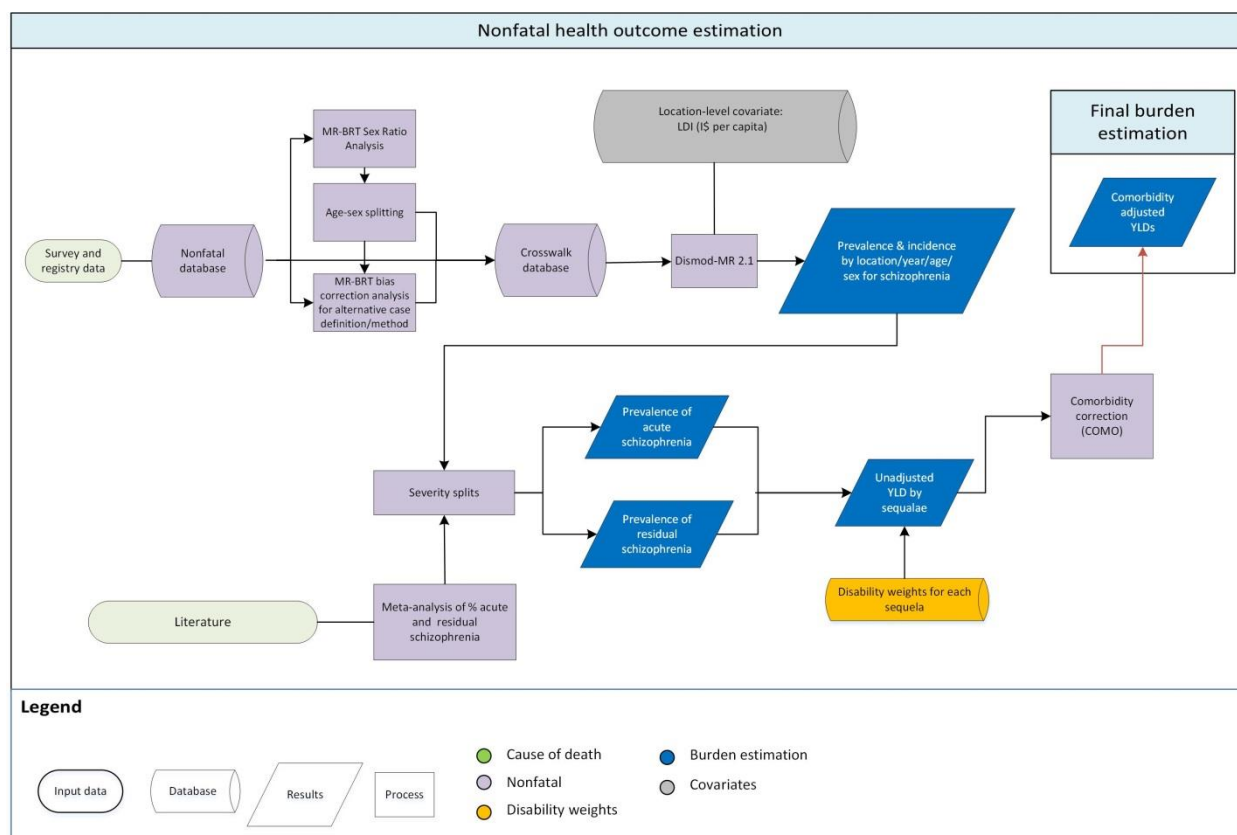 Nonfatal health outcome estimation
MR-BRT Sex Ratio
Analysis
Age-sex splitting
MR-BRT bias
correction analysis
for alternative case
definition/method
Survey and
registry data
Nonfatal
database
Crosswalk
database
Location-level covariate:
LDI (I$ per capita)
Dismod-MR 2.1
Prevalence & incidence
by location/year/age/
sex for schizophrenia
Final burden
estimation
Comorbidity
adjusted
YLDs
Comorbidity
correction
(COMO)
Prevalence of
acute
schizophrenia
Severity splits
Prevalence of
residual
schizophrenia
Unadjusted
YLD by
sequalae
Disability weights for each
sequela
Literature
Meta-analysis of % acute
and residual
schizophrenia
Legend
Input data
Database
Results
Process
Cause of death
Nonfatal
Disability weights
Burden estimation
Covariates